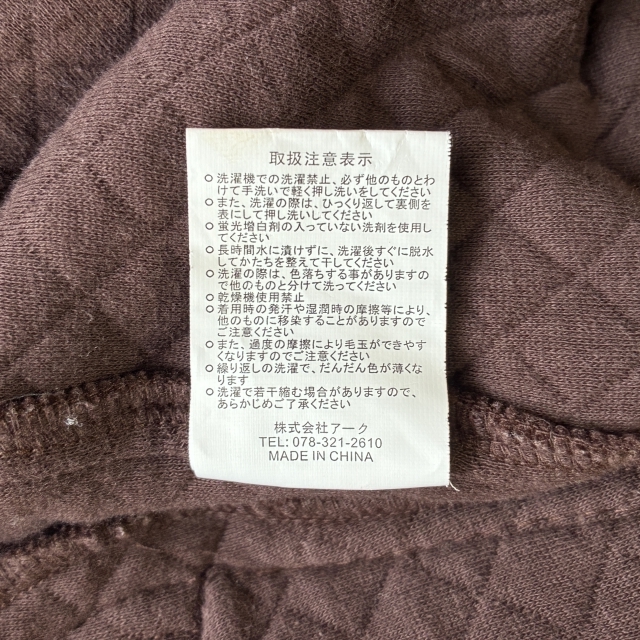 取扱注意表示
○洗濯機での洗濯禁止、必ず他のものとわ
けて手洗いで軽く押し洗いをしてください
○また、洗濯の際は、ひっくり返して裏側を
表にして押し洗いしてください
○蛍光増白剤の入っていない洗剤を使用し
てください
○長時間水に漬けずに、洗濯後すぐに脱水
してかたちを整えて干してください
○洗濯の際は、色落ちする事がありますの
で他のものと分けて洗ってください
○乾燥機使用禁止
○着用時の発汗や湿潤時の摩擦等により、
他のものに移染することがありますので
ご注意ください
○また、過度の摩擦により毛玉ができやす
くなりますのでご注意ください
○繰り返しの洗濯で、だんだん色が薄くな
ります
○洗濯で若干縮む場合がありますので、
あらかじめご了承ください
株式会社アーク
TEL: 078-321-2610
MADE IN CHINA